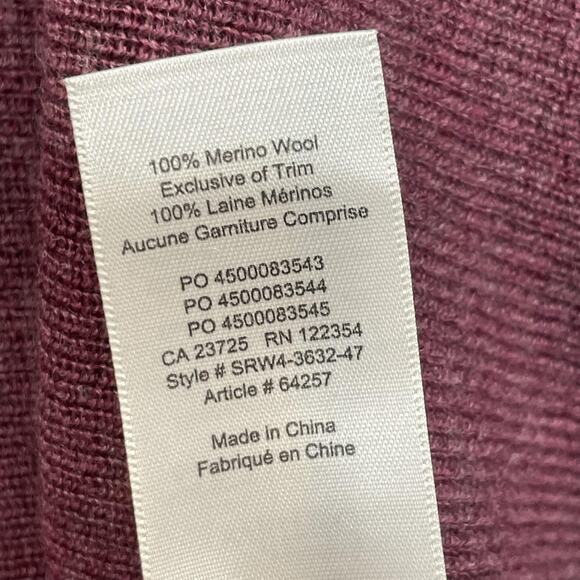 100% Merino Wool
Exclusive of Trim
100% Laine Mérinos
Aucune Garniture Comprise
PO 4500083543
PO 4500083544
PO 4500083545
CA 23725 RN 122354
Style # SRW4-3632-47
Article # 64257
Made in China
Fabriqué en Chine